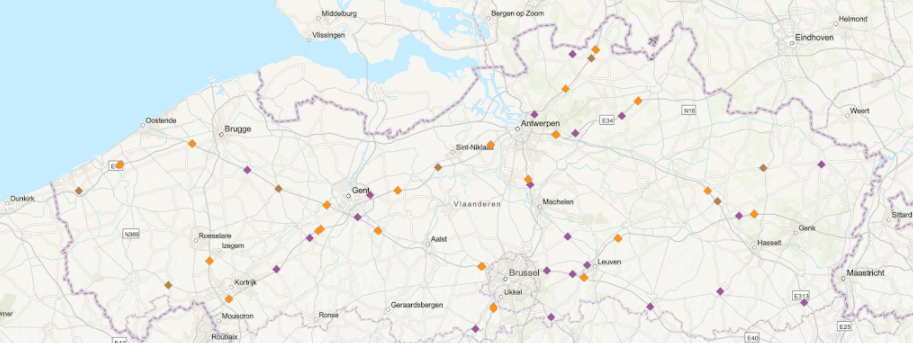 Middelburg
Bergen op Zoom
Helmond
Vlissingen
Eindhoven
N16
Weert
Oostende
Brugge
Antwerpen
E34
Sint-Niklaas
Dunkirk
Gent
Vlaanderen
Mechelen
Sittard
N369
Roeselare
Izegem
Aalst
Genk
Hasselt
Leuven
Brussel
Maastricht
Kortrijk
Ukkel
E313
Geraardsbergen
Mouscron
Ronse
E25
Roubaix
E40